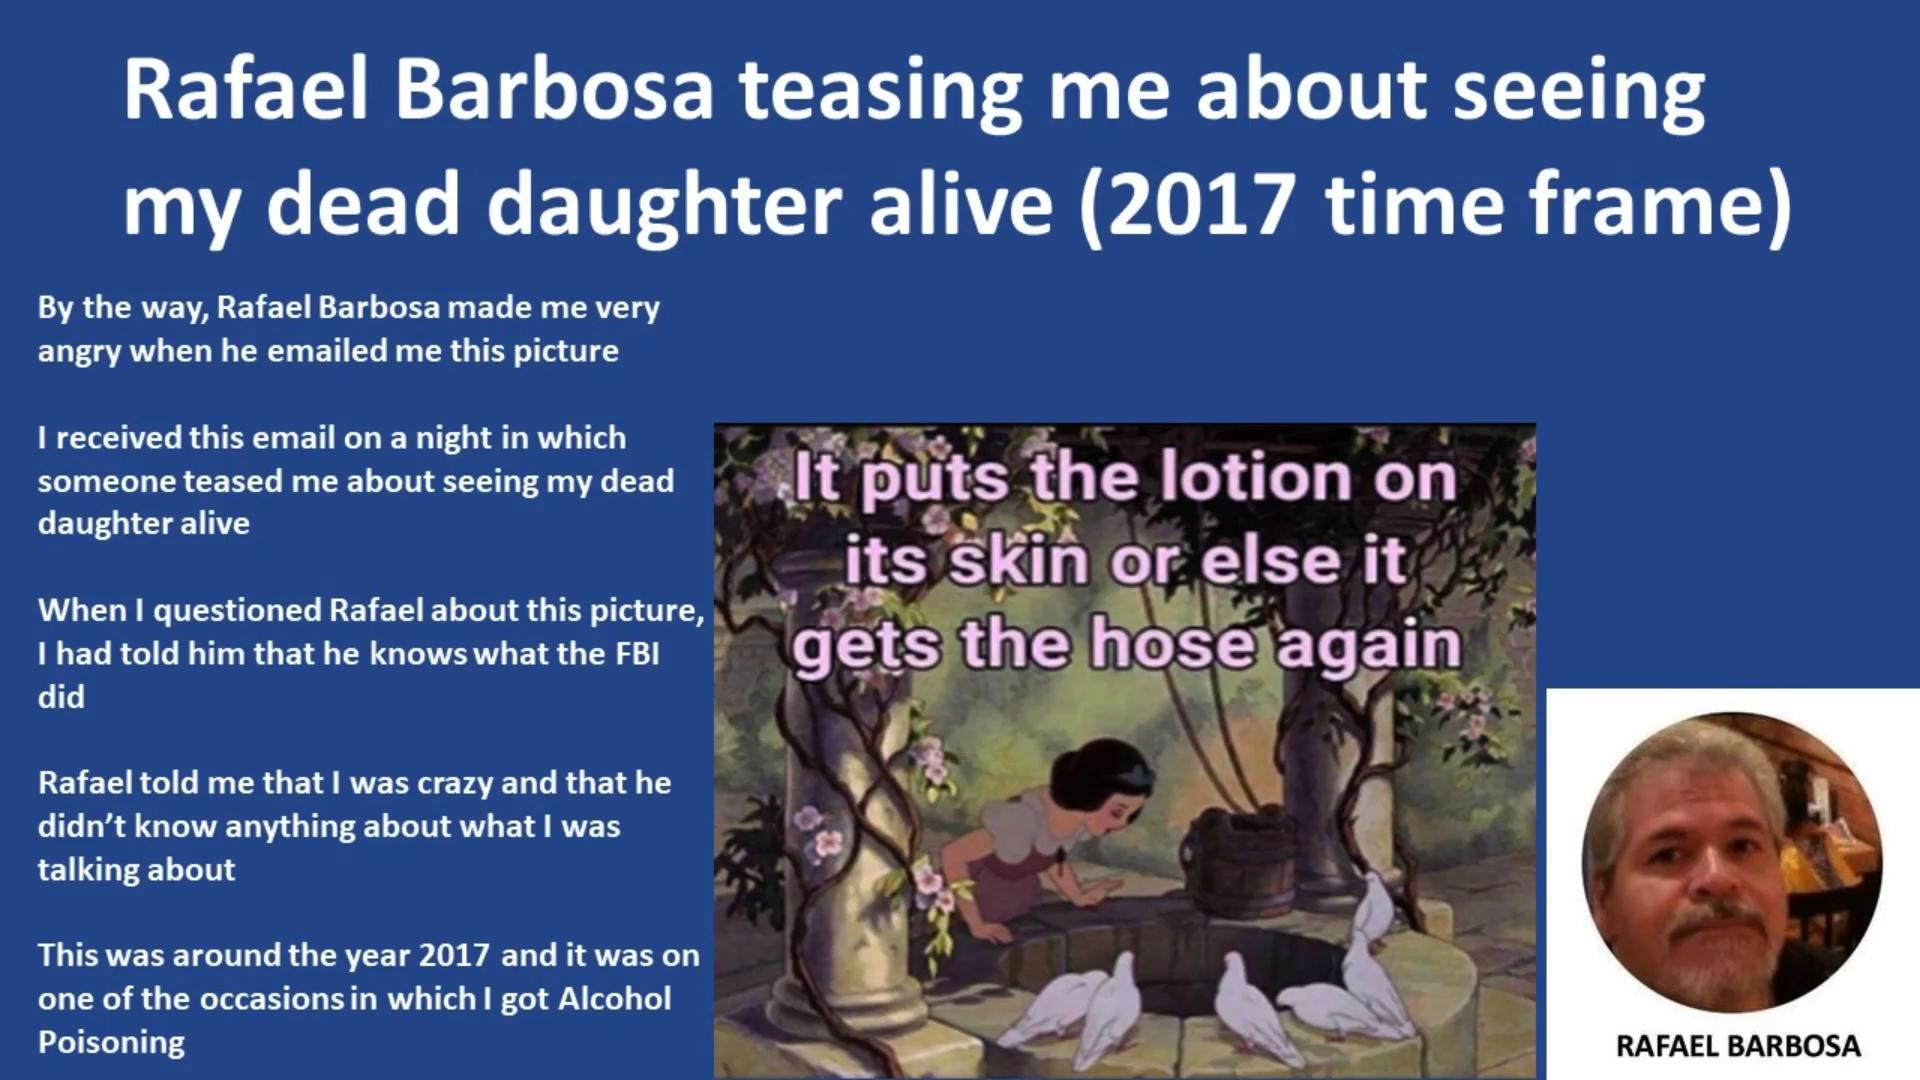 Rafael Barbosa teasing me about seeing
my dead daughter alive (2017 time frame)
By the way, Rafael Barbosa made me very
angry when he emailed me this picture
I received this email on a night in which
someone teased me about seeing my dead
daughter alive
When I questioned Rafael about this picture,
I had told him that he knows what the FBI
did
Rafael told me that I was crazy and that he
didn’t know anything about what I was
talking about
This was around the year 2017 and it was on
one of the occasions in which I got Alcohol
Poisoning
It puts the lotion on
its skin or else it
gets the hose again
RAFAEL BARBOSA